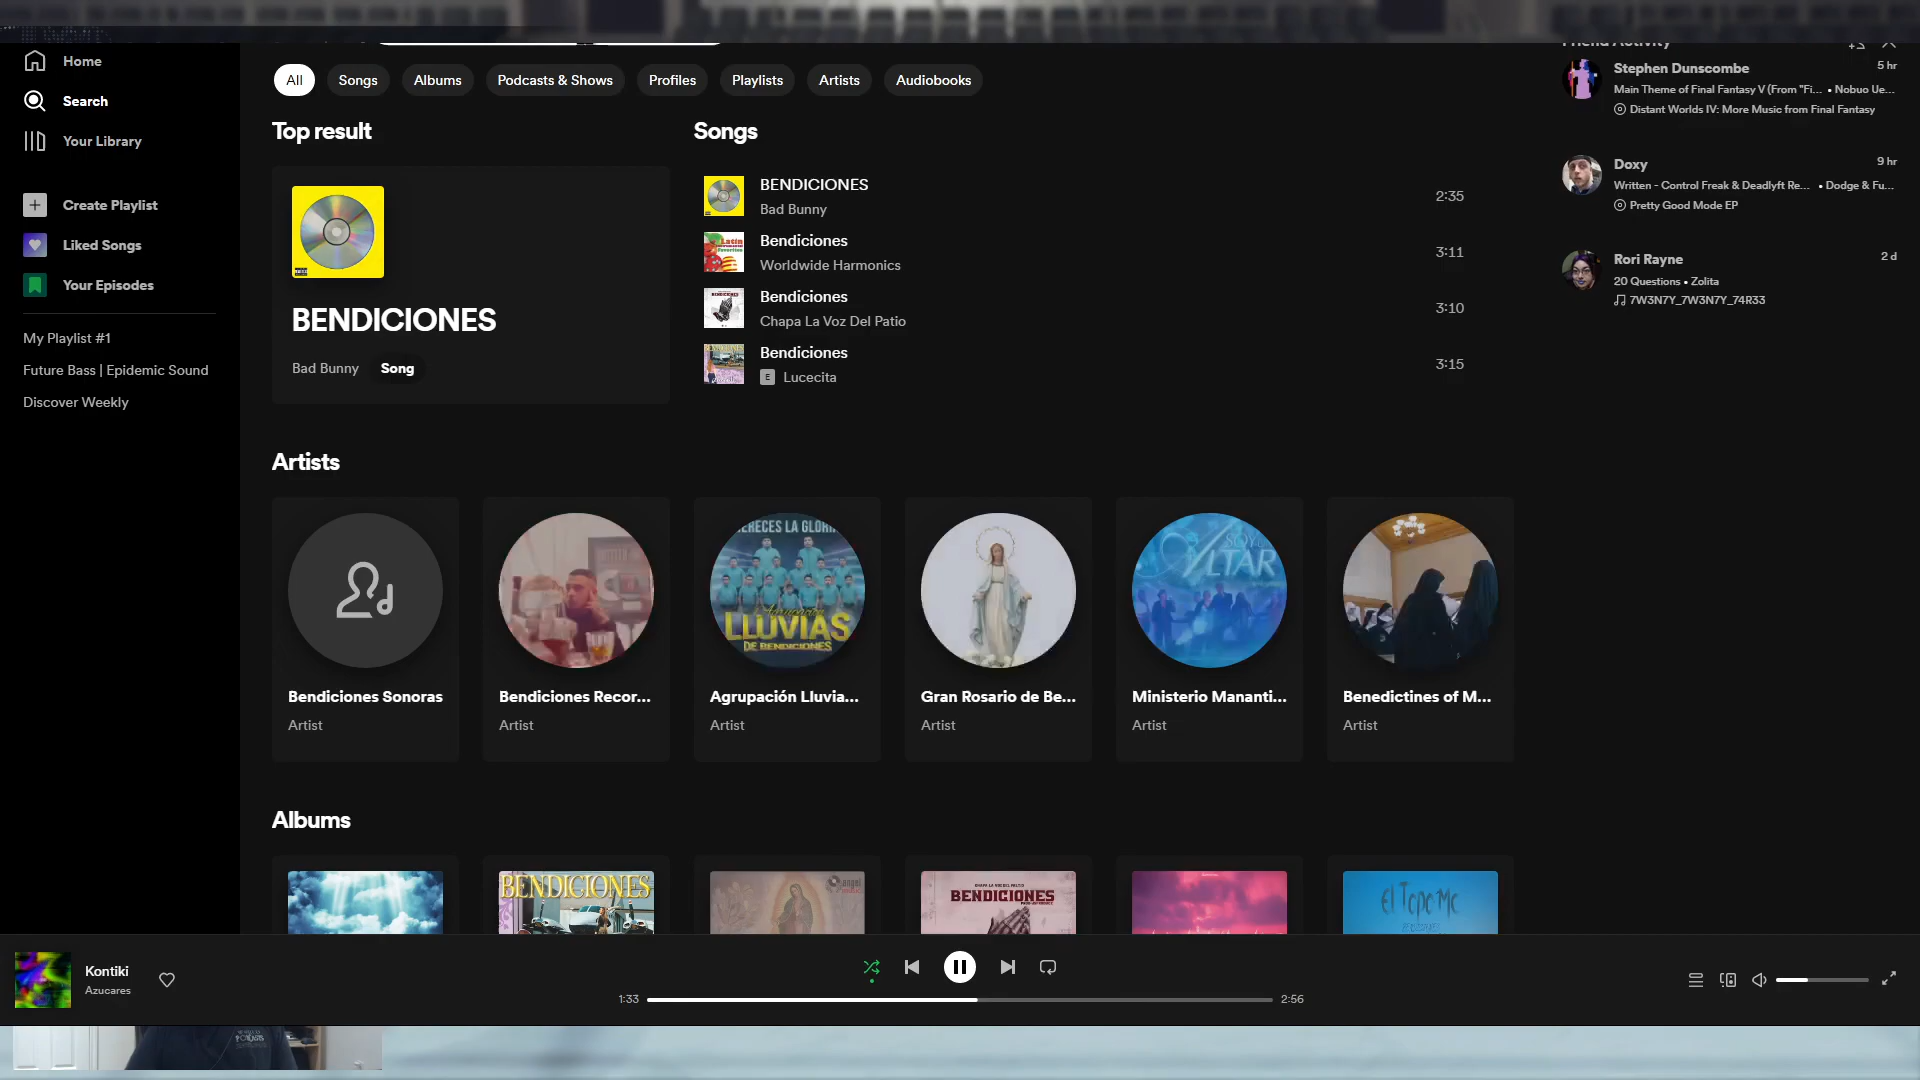 Home
Search
Your Library
Create Playlist
Liked Songs
Your Episodes
My Playlist #1
Future Bass | Epidemic Sound
Discover Weekly
All
Songs
Albums
Podcasts & Shows
Profiles
Playlists
Artists
Audiobooks
Top result
BENDICIONES
Bad Bunny
Song
Songs
BENDICIONES
Bad Bunny
2:35
Bendiciones
Worldwide Harmonics
3:11
Bendiciones
Chapa La Voz Del Patio
3:10
Bendiciones
E Lucecita
3:15
Artists
LLUVIAS
DE BENDICIONES
Bendiciones Sonoras
Artist
Bendiciones Recor...
Artist
Agrupación Lluvia...
Artist
Gran Rosario de Be...
Artist
Ministerio Mananti...
Artist
Benedictines of M...
Artist
Albums
BENDICIONES
angel
BENDICIONES
El Topo Mc
Friend Activity
Stephen Dunscombe
5 hr
Main Theme of Final Fantasy V (From "Fi... • Nobuo Ue...
Distant Worlds IV: More Music from Final Fantasy
Doxy
9 hr
Written - Control Freak & Deadlyft Re... • Dodge & Fu...
Pretty Good Mode EP
Rori Rayne
2 d
20 Questions • Zolita
7W3N7Y_7W3N7Y_74R33
Kontiki
Azucares
1:33
2:56